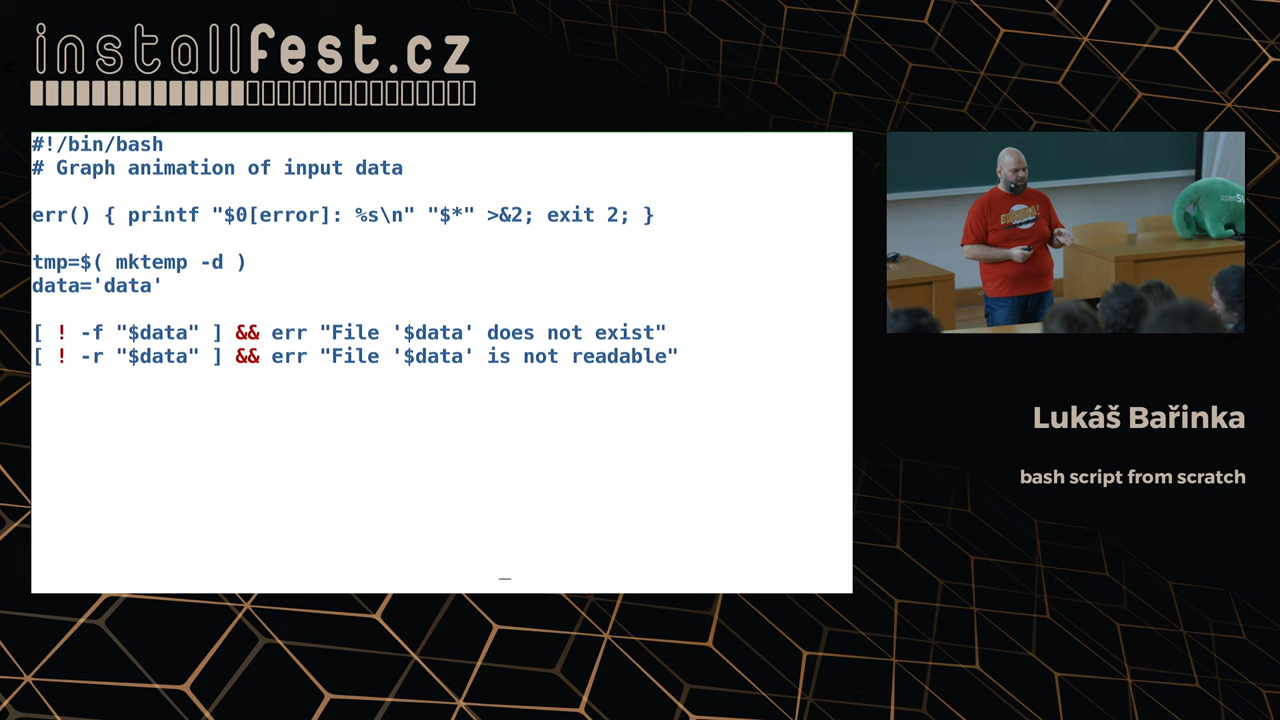 installfest.cz
#!/bin/bash
# Graph animation of input data
err() { printf "$0[error]: %s\n" "$*" >&2; exit 2; }
tmp=$( mktemp -d )
data='data'
[ ! -f "$data" ] && err "File '$data' does not exist"
[ ! -r "$data" ] && err "File '$data' is not readable"
Lukáš Bařinka
bash script from scratch